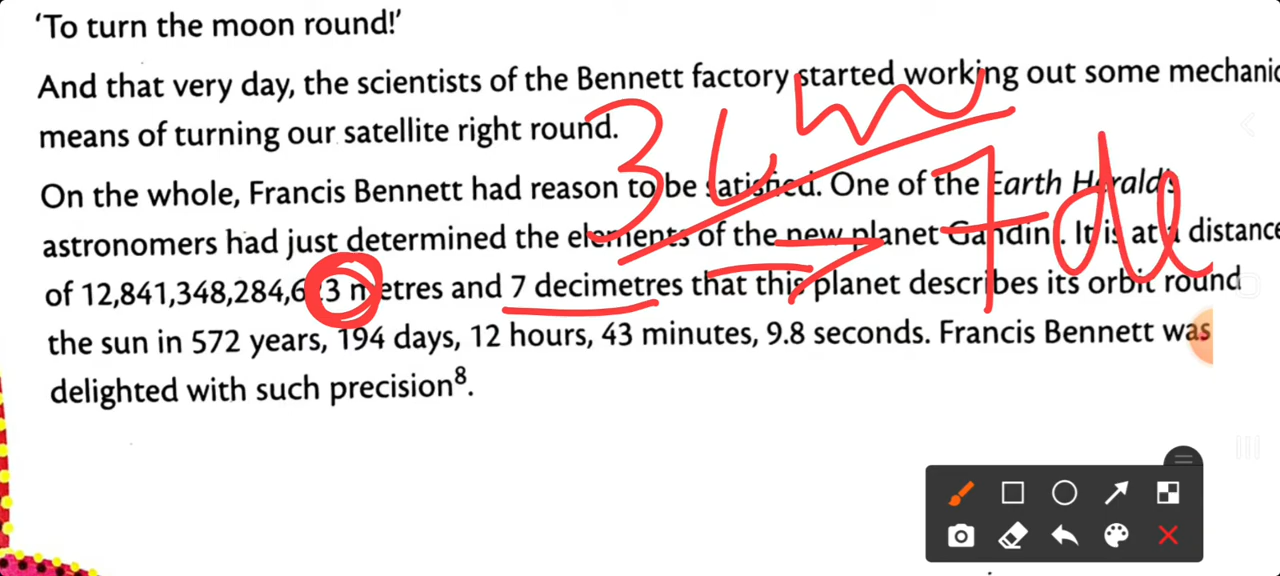 ‘To turn the moon round!’
And that very day, the scientists of the Bennett factory started working out some
means of turning our satellite right round.
On the whole, Francis Bennett had reason to be satisfied. One of the Earth Herald's
astronomers had just determined the elements of the new planet Gandini. It is at a distance
of 12,841,348,284,6 3 metres and 7 decimetres that this planet describes its orbit round
the sun in 572 years, 194 days, 12 hours, 43 minutes, 9.8 seconds. Francis Bennett was
delighted with such precision⁸.
3
7 de